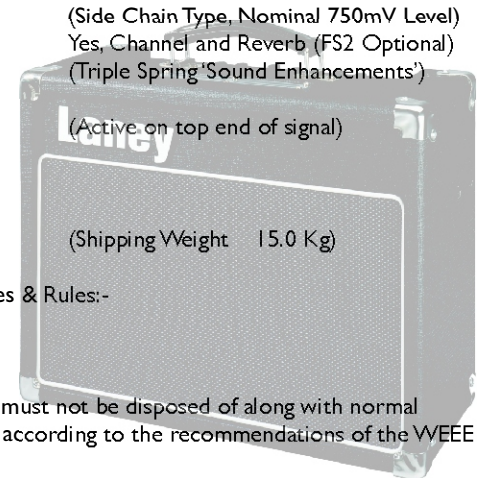 (Side Chain Type, Nominal 750mV Level)
Yes, Channel and Reverb (FS2 Optional)
(Triple Spring 'Sound Enhancements')
Laney
(Active on top end of signal)
(Shipping Weight 15.0 Kg)
es & Rules:-
must not be disposed of along with normal
according to the recommendations of the WEEE